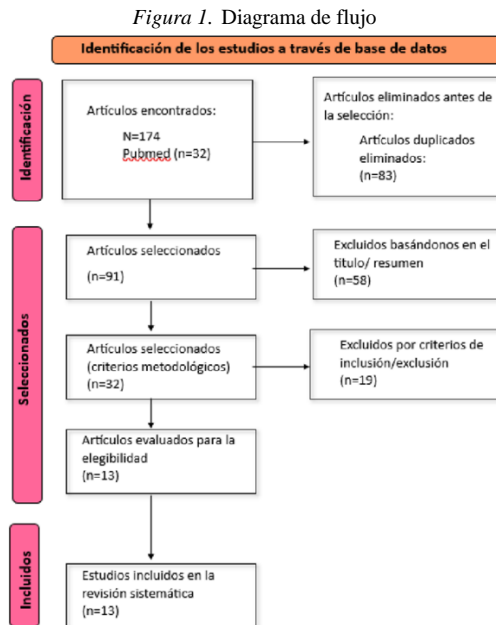 Figura 1. Diagrama de flujo
Identificación de los estudios a través de base de datos
Identificación
Artículos encontrados:
N=174
Pubmed (n=32)
Artículos eliminados antes de
la selección:
Artículos duplicados
eliminados:
(n=83)
Seleccionados
Artículos seleccionados
(n=91)
Excluidos basándonos en el
titulo/ resumen
(n=58)
Artículos seleccionados
(criterios metodológicos)
(n=32)
Excluidos por criterios de
inclusión/exclusión
(n=19)
Artículos evaluados para la
elegibilidad
(n=13)
Incluidos
Estudios incluidos en la
revisión sistemática
(n=13)